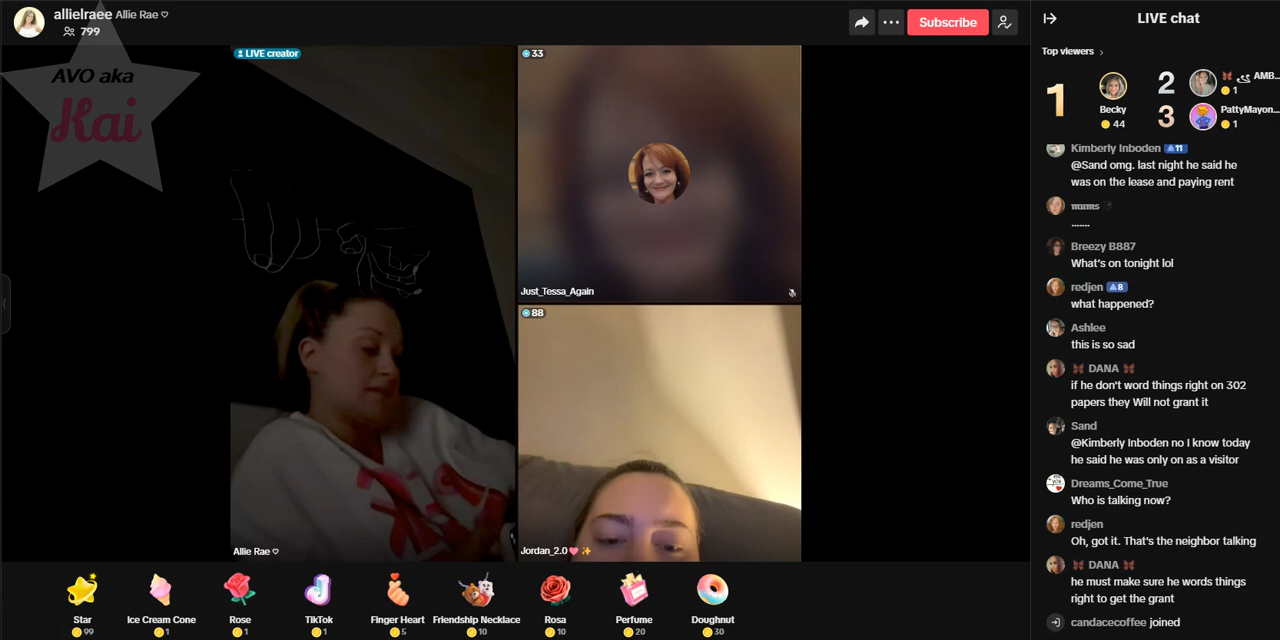 allielraee Allie Rae ♡
799
Subscribe
LIVE chat
AVO aka
Kai
LIVE creator
33
Just_Tessa_Again
88
Allie Rae ♡
Jordan_2.0 💗 ✨
Top viewers
1
Becky
44
2
AMB...
1
3
PattyMayon...
1
Kimberly Inboden 11
@Sand omg. last night he said he
was on the lease and paying rent
mums
.......
Breezy B887
What's on tonight lol
redjen 8
what happened?
Ashlee
this is so sad
DANA
if he don't word things right on 302
papers they Will not grant it
Sand
@Kimberly Inboden no I know today
he said he was only on as a visitor
Dreams_Come_True
Who is talking now?
redjen
Oh, got it. That's the neighbor talking
DANA
he must make sure he words things
right to get the grant
candacecoffee joined
Star
99
Ice Cream Cone
1
Rose
1
TikTok
1
Finger Heart
5
Friendship Necklace
10
Rosa
10
Perfume
20
Doughnut
30